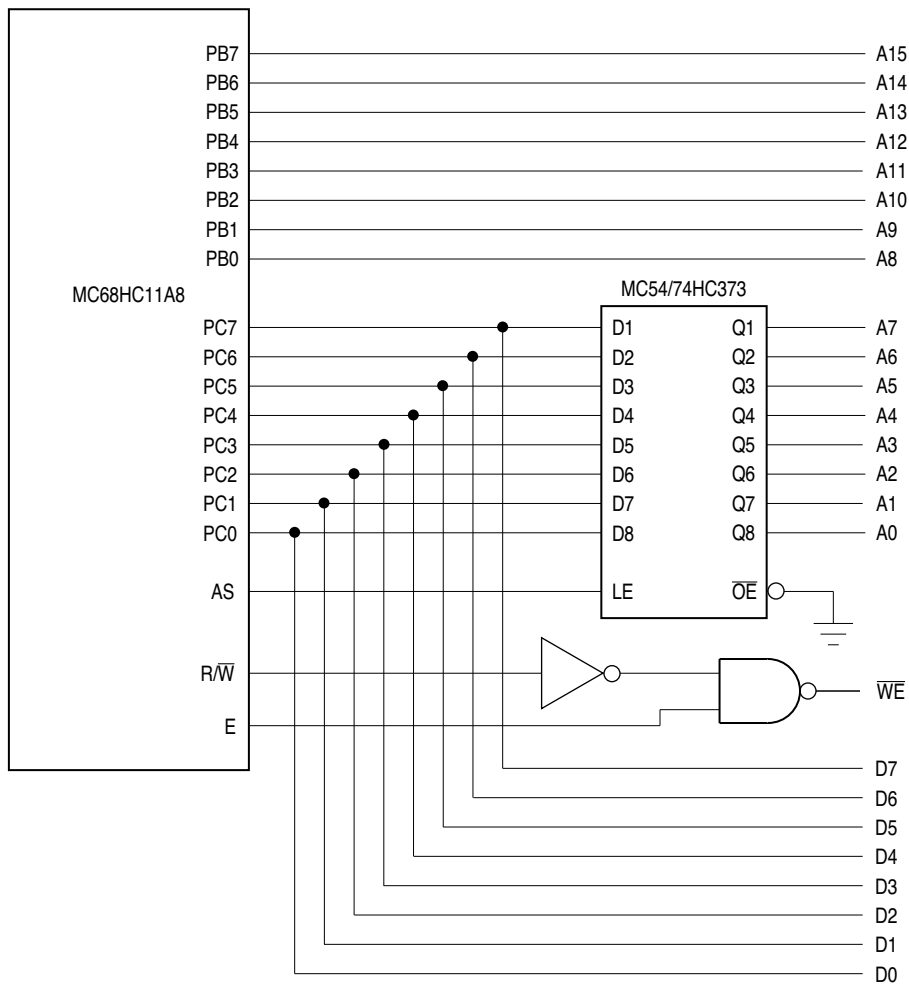 PB7 A15
PB6 A14
PB5 A13
PB4 A12
PB3 A11
PB2 A10
PB1 A9
PB0 A8
MC68HC11A8 MC54/74HC373
PC7 D1 Q1 A7
PC6 D2 Q2 A6
PC5 D3 Q3 A5
PC4 D4 Q4 A4
PC3 D5 Q5 A3
PC2 D6 Q6 A2
PC1 D7 Q7 A1
PC0 D8 Q8 A0
AS LE O̅E̅
R/W̅
W̅E̅
E
D7
D6
D5
D4
D3
D2
D1
D0